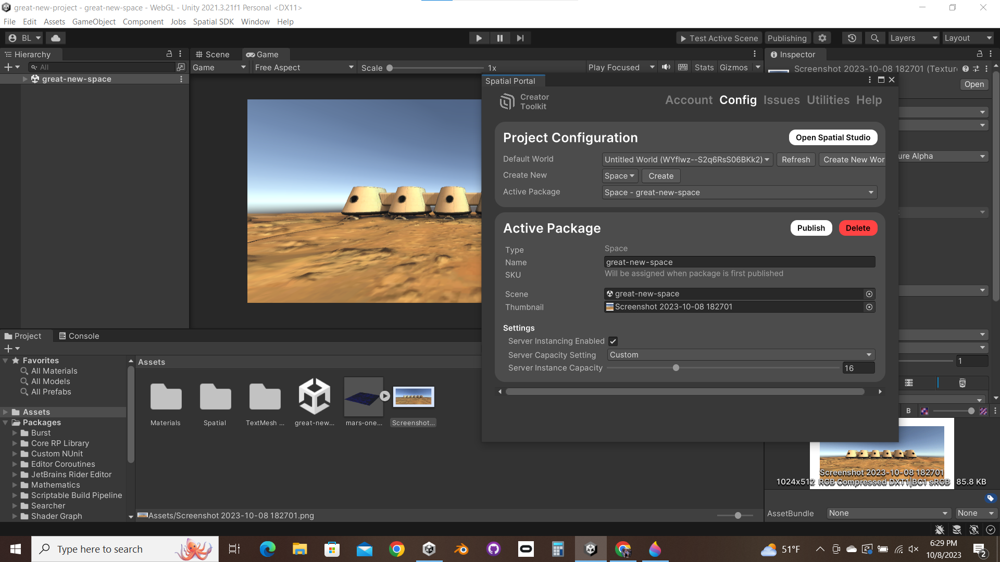 great-new-project - great-new-space - WebGL - Unity 2021.3.21f1 Personal <DX11>
File Edit Assets GameObject Component Jobs Spatial SDK Window Help
BL Test Active Scene Publishing Layers Layout
Hierarchy Scene Game Inspector
All Game Free Aspect Scale 1x Play Focused Stats Gizmos
Screenshot 2023-10-08 182701 (Texture
great-new-space
Open
Spatial Portal
Creator
Toolkit
Account Config Issues Utilities Help
Project Configuration
Open Spatial Studio
Default World Untitled World (WYflwz--S2q6RsS06BKk2) Refresh Create New Wor
ure Alpha
Create New Space Create
Active Package Space - great-new-space
Active Package
Publish Delete
Type Space
Name great-new-space
SKU Will be assigned when package is first published
Scene great-new-space
Thumbnail Screenshot 2023-10-08 182701
Settings
Server Instancing Enabled
Server Capacity Setting Custom
Server Instance Capacity 16
1
B
Project Console
Favorites
All Materials
All Models
All Prefabs
Assets
Packages
Burst
Core RP Library
Custom NUnit
Editor Coroutines
JetBrains Rider Editor
Mathematics
Scriptable Build Pipeline
Searcher
Shader Graph
Assets
Materials Spatial TextMesh ... great-new... mars-one... Screenshot...
Assets/Screenshot 2023-10-08 182701.png
Screenshot 2023-10-08 182701
1024x512 RGB Compressed DXT1|BC1 sRGB 85.8 KB
AssetBundle None None
Type here to search
51°F
6:29 PM
10/8/2023
2